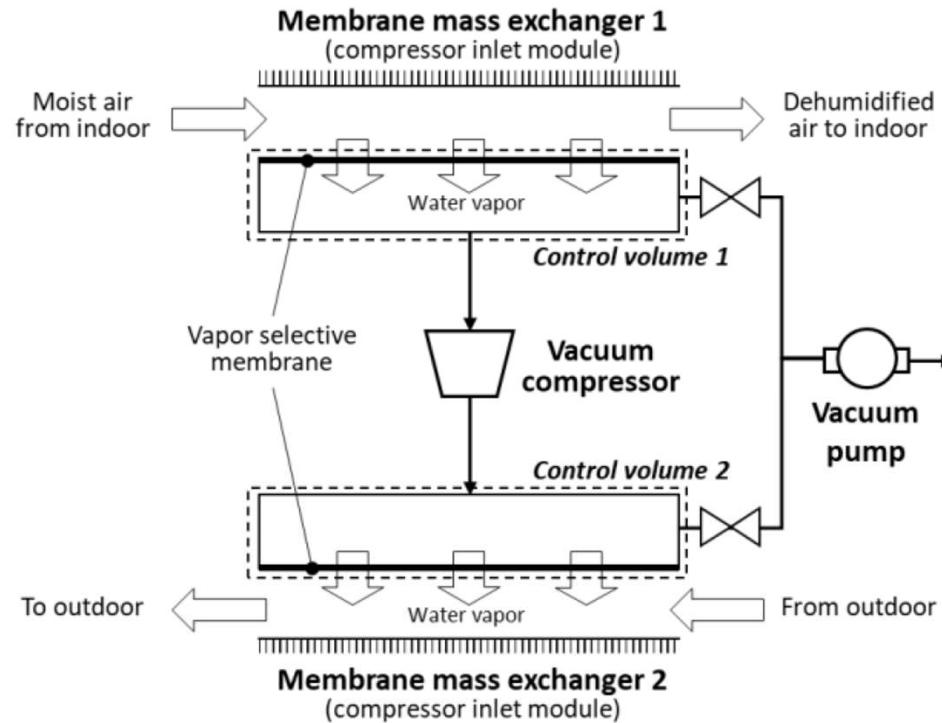 Membrane mass exchanger 1
(compressor inlet module)
Moist air
from indoor
Dehumidified
air to indoor
Water vapor
Control volume 1
Vapor selective
membrane
Vacuum
compressor
Vacuum
pump
Control volume 2
To outdoor
Water vapor
From outdoor
Membrane mass exchanger 2
(compressor inlet module)